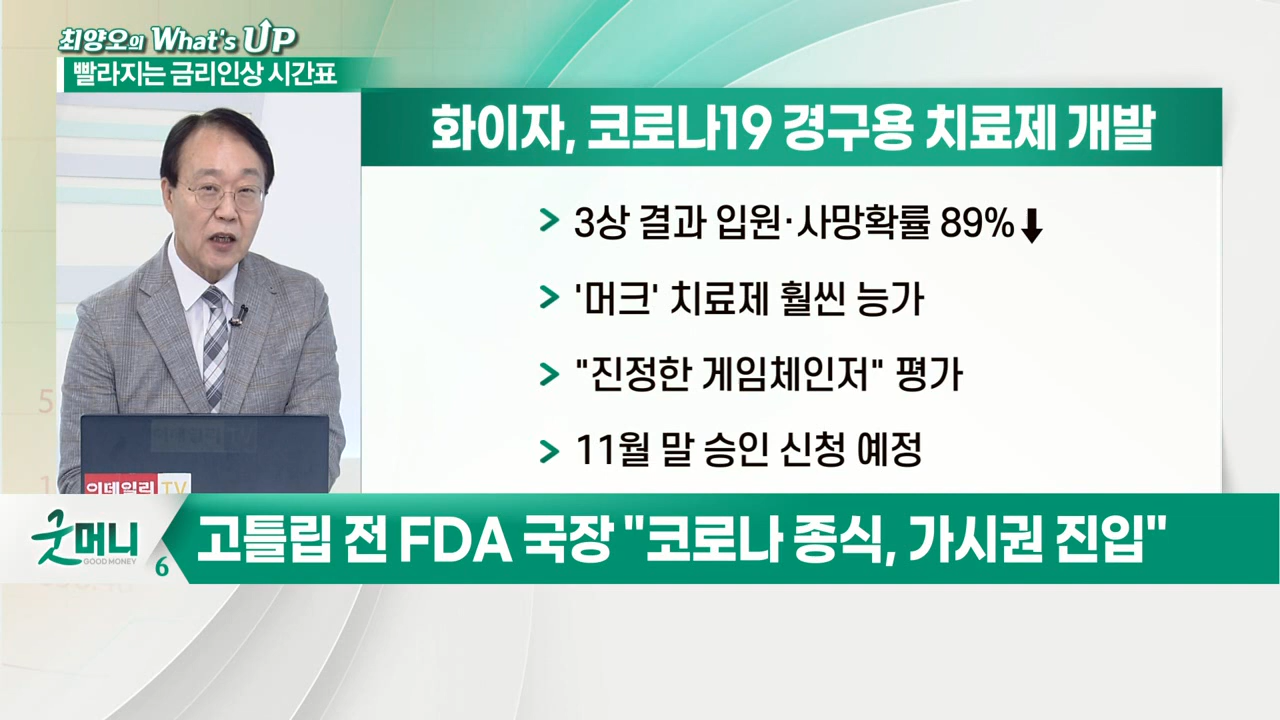 최양오의 What's UP
빨라지는 금리인상 시간표
화이자, 코로나19 경구용 치료제 개발
> 3상 결과 입원·사망확률 89%⬇
> '머크' 치료제 훨씬 능가
> "진정한 게임체인저" 평가
> 11월 말 승인 신청 예정
이데일리TV
굿머니
GOOD MONEY
6
고틀립 전 FDA 국장 "코로나 종식, 가시권 진입"